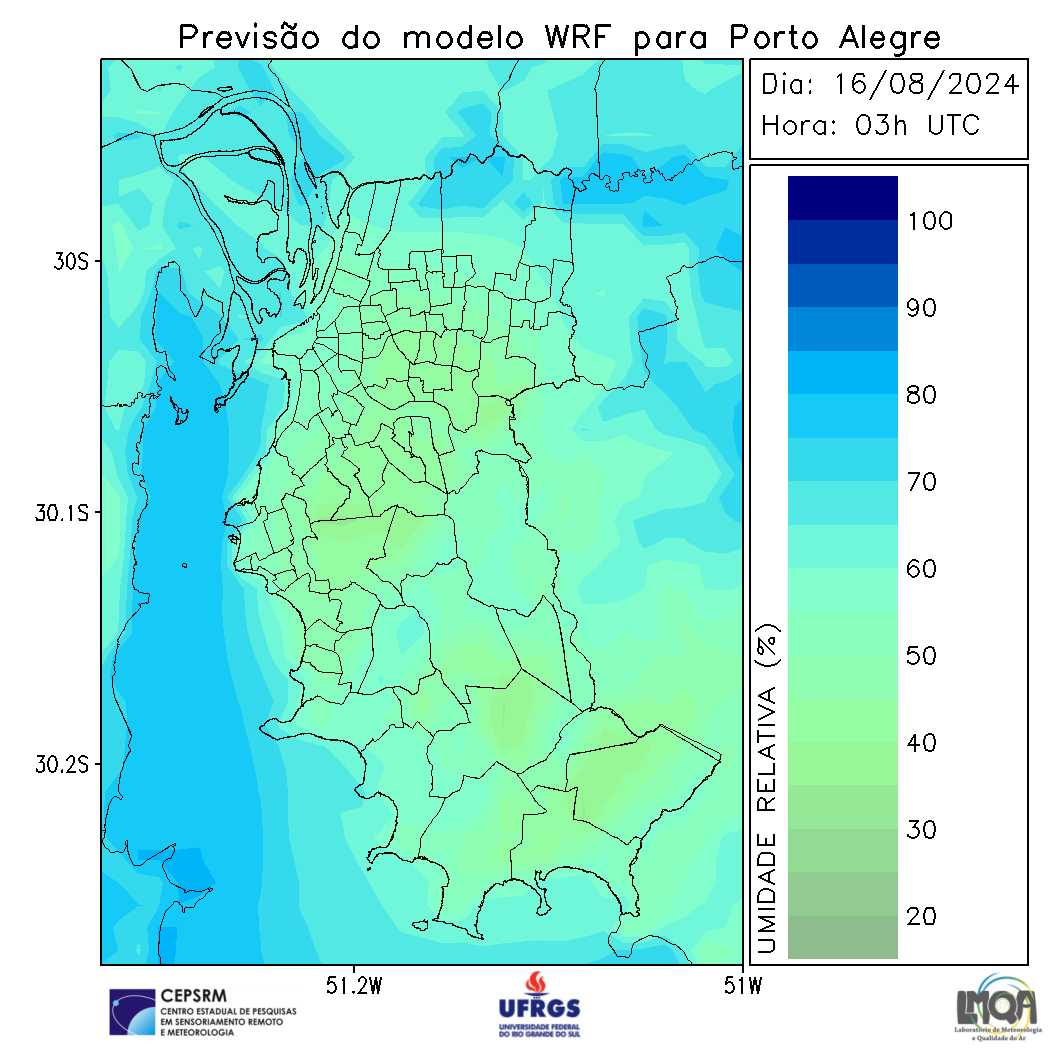 Previsão do modelo WRF para Porto Alegre
Dia: 16/08/2024
Hora: 03h UTC
100
90
80
70
60
50
40
30
20
UMIDADE RELATIVA (%)
30S
30.1S
30.2S
51.2W
51W
CEPSRM
CENTRO ESTADUAL DE PESQUISAS
EM SENSORIAMENTO REMOTO
E METEOROLOGIA
UFRGS
UNIVERSIDADE FEDERAL
DO RIO GRANDE DO SUL
LMQA
Laboratório de Meteorologia
e Qualidade do Ar